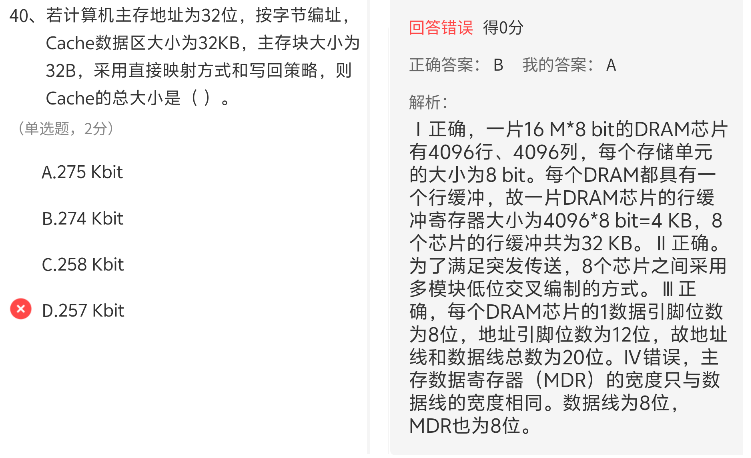 40、若计算机主存地址为32位，按字节编址，
Cache数据区大小为32KB，主存块大小为
32B，采用直接映射方式和写回策略，则
Cache的总大小是（ ）。
（单选题，2分）
A.275 Kbit
B.274 Kbit
C.258 Kbit
D.257 Kbit
回答错误 得0分
正确答案： B 我的答案： A
解析：
Ⅰ正确，一片16 M*8 bit的DRAM芯片
有4096行、4096列，每个存储单元
的大小为8 bit。每个DRAM都具有一
个行缓冲，故一片DRAM芯片的行缓
冲寄存器大小为4096*8 bit=4 KB，8
个芯片的行缓冲共为32 KB。Ⅱ正确。
为了满足突发传送，8个芯片之间采用
多模块低位交叉编制的方式。Ⅲ正
确，每个DRAM芯片的1数据引脚位数
为8位，地址引脚位数为12位，故地址
线和数据线总数为20位。Ⅳ错误，主
存数据寄存器（MDR）的宽度只与数
据线的宽度相同。数据线为8位，
MDR也为8位。